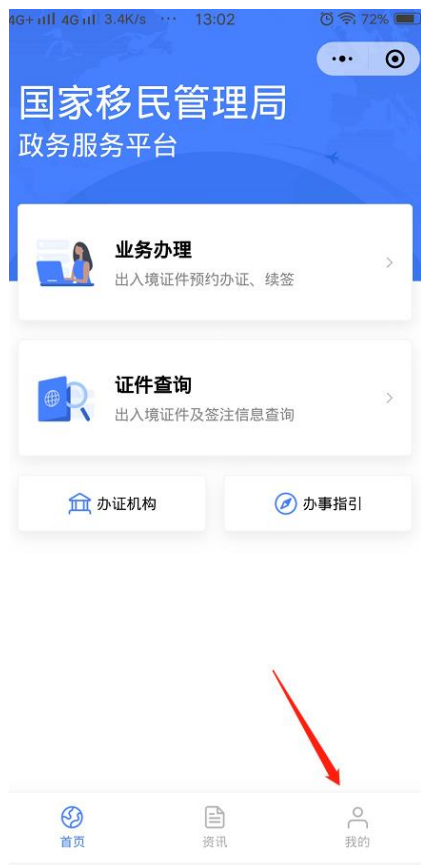 4G+ 4G 3.4K/s ··· 13:02 72%
国家移民管理局
政务服务平台
业务办理
出入境证件预约办证、续签
证件查询
出入境证件及签注信息查询
办证机构 办事指引
首页 资讯 我的